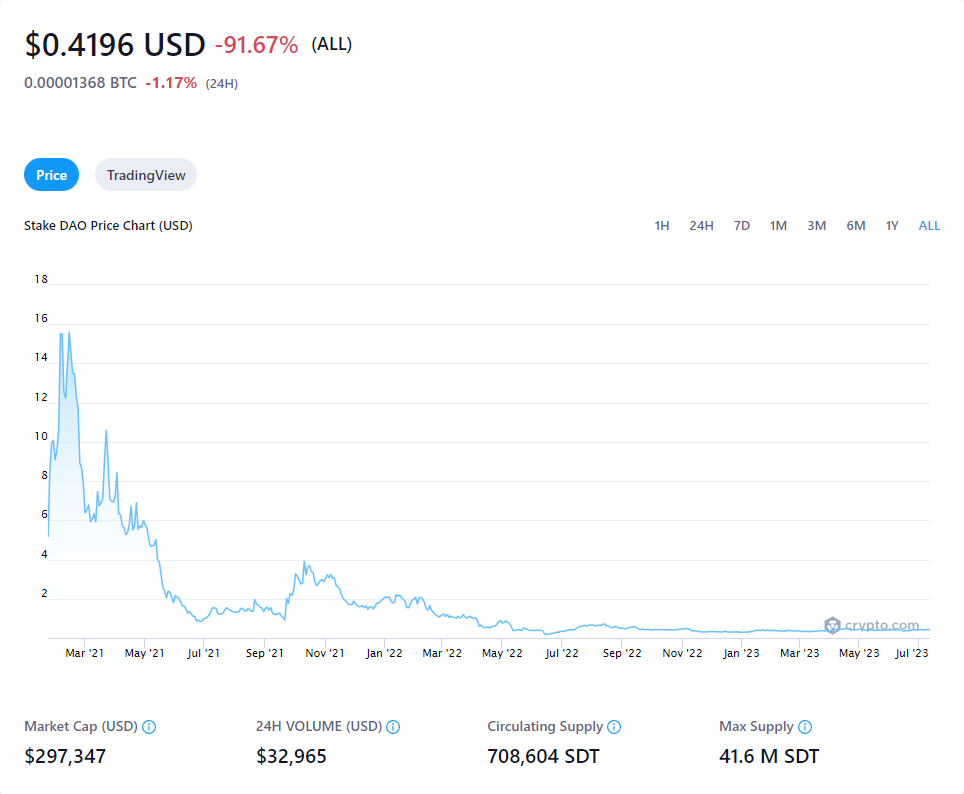 $0.4196 USD -91.67% (ALL)
0.00001368 BTC -1.17% (24H)
Price TradingView
Stake DAO Price Chart (USD) 1H 24H 7D 1M 3M 6M 1Y ALL
18
16
14
12
10
8
6
4
2
crypto.com
Mar '21 May '21 Jul '21 Sep '21 Nov '21 Jan '22 Mar '22 May '22 Jul '22 Sep '22 Nov '22 Jan '23 Mar '23 May '23 Jul '23
Market Cap (USD) 24H VOLUME (USD) Circulating Supply Max Supply
$297,347 $32,965 708,604 SDT 41.6 M SDT